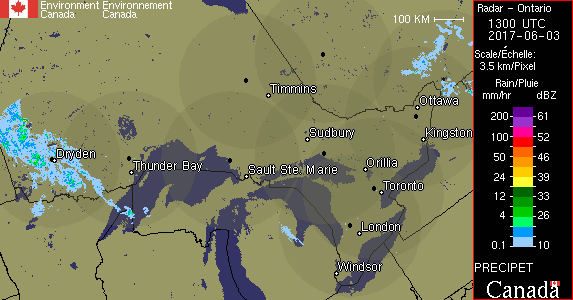 Environment Environnement
Canada Canada
100 KM
Timmins
Ottawa
Sudbury
Kingston
Dryden
Thunder Bay
Sault Ste. Marie
Orillia
Toronto
London
Windsor
Radar - Ontario
1300 UTC
2017-06-03
Scale/Échelle:
3.5 km/Pixel
Rain/Pluie
mm/hr dBZ
200 61
100 52
50 46
24 39
12 33
4 26
0.1 10
PRECIPET
Canada